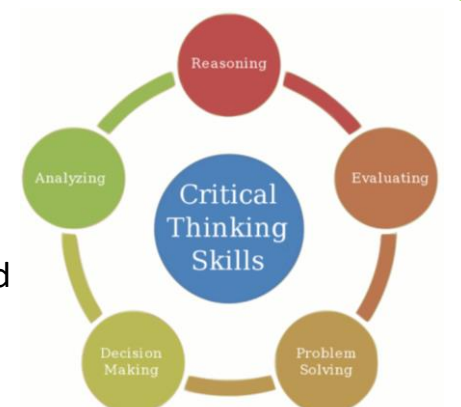 Reasoning
Analyzing
Evaluating
Critical
Thinking
Skills
d
Decision
Making
Problem
Solving